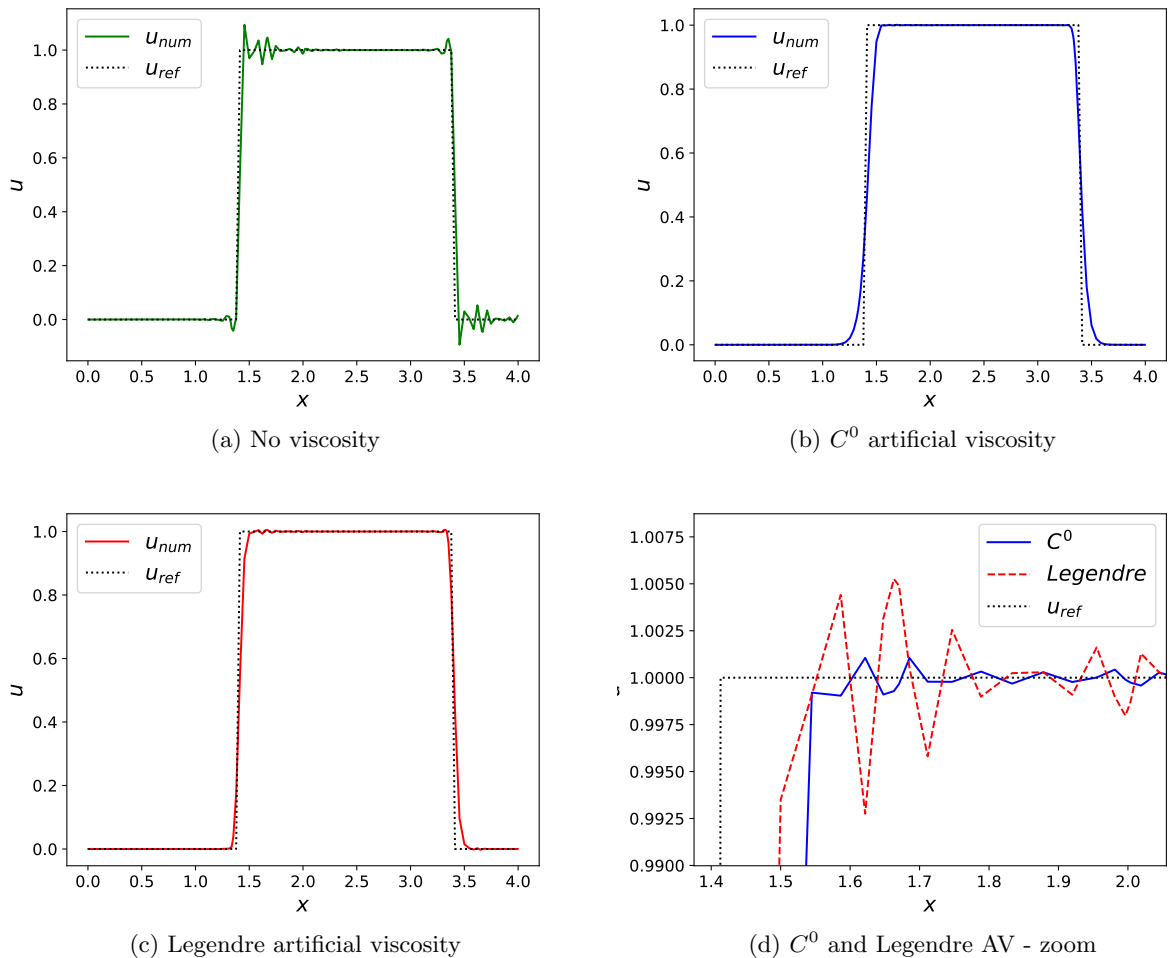 u_num
u_ref
1.0
0.8
0.6
0.4
0.2
0.0
u
0.0 0.5 1.0 1.5 2.0 2.5 3.0 3.5 4.0
x
(a) No viscosity
u_num
u_ref
1.0
0.8
0.6
0.4
0.2
0.0
u
0.0 0.5 1.0 1.5 2.0 2.5 3.0 3.5 4.0
x
(b) C^0 artificial viscosity
u_num
u_ref
1.0
0.8
0.6
0.4
0.2
0.0
u
0.0 0.5 1.0 1.5 2.0 2.5 3.0 3.5 4.0
x
(c) Legendre artificial viscosity
C^0
Legendre
u_ref
1.0075
1.0050
1.0025
1.0000
0.9975
0.9950
0.9925
0.9900
1.4 1.5 1.6 1.7 1.8 1.9 2.0
x
(d) C^0 and Legendre AV - zoom